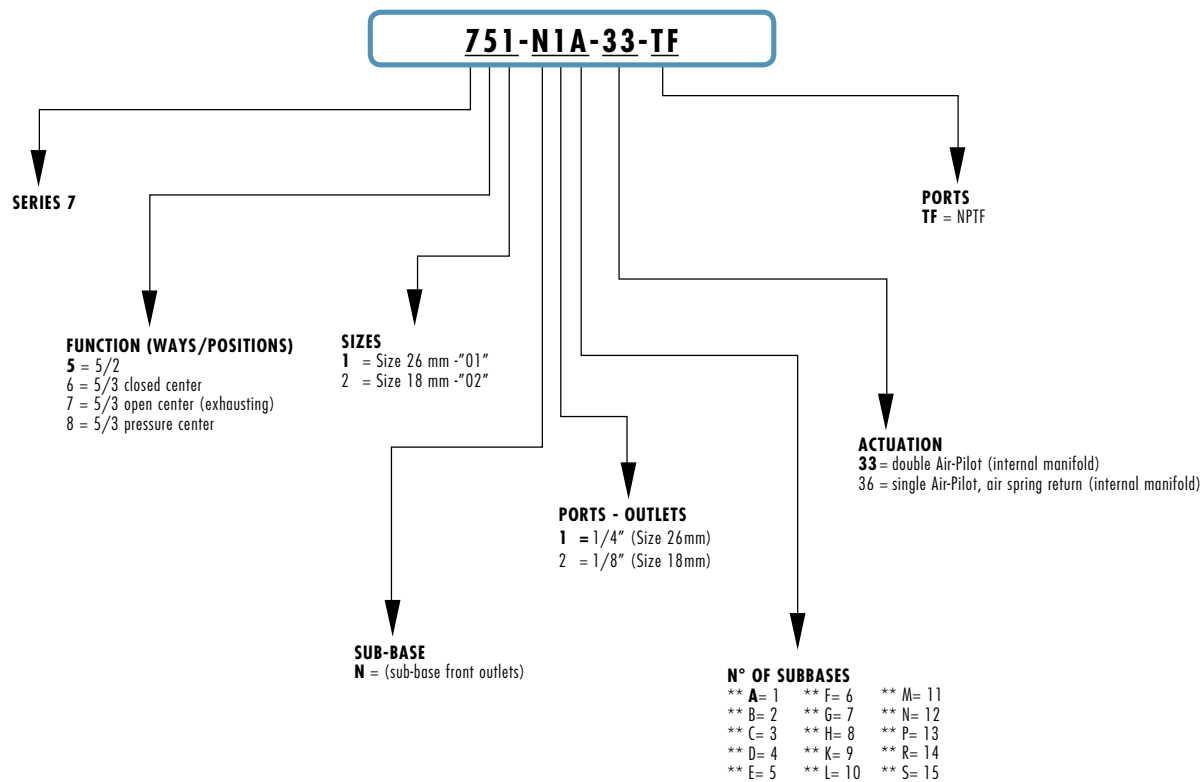 751-N1A-33-TF
SERIES 7
PORTS
TF = NPTF
FUNCTION (WAYS/POSITIONS)
5 = 5/2
6 = 5/3 closed center
7 = 5/3 open center (exhausting)
8 = 5/3 pressure center
SIZES
1 = Size 26 mm -"01"
2 = Size 18 mm -"02"
ACTUATION
33 = double Air-Pilot (internal manifold)
36 = single Air-Pilot, air spring return (internal manifold)
PORTS - OUTLETS
1 = 1/4" (Size 26mm)
2 = 1/8" (Size 18mm)
SUB-BASE
N = (sub-base front outlets)
N° OF SUBBASES
** A= 1 ** F= 6 ** M= 11
** B= 2 ** G= 7 ** N= 12
** C= 3 ** H= 8 ** P= 13
** D= 4 ** K= 9 ** R= 14
** E= 5 ** L= 10 ** S= 15